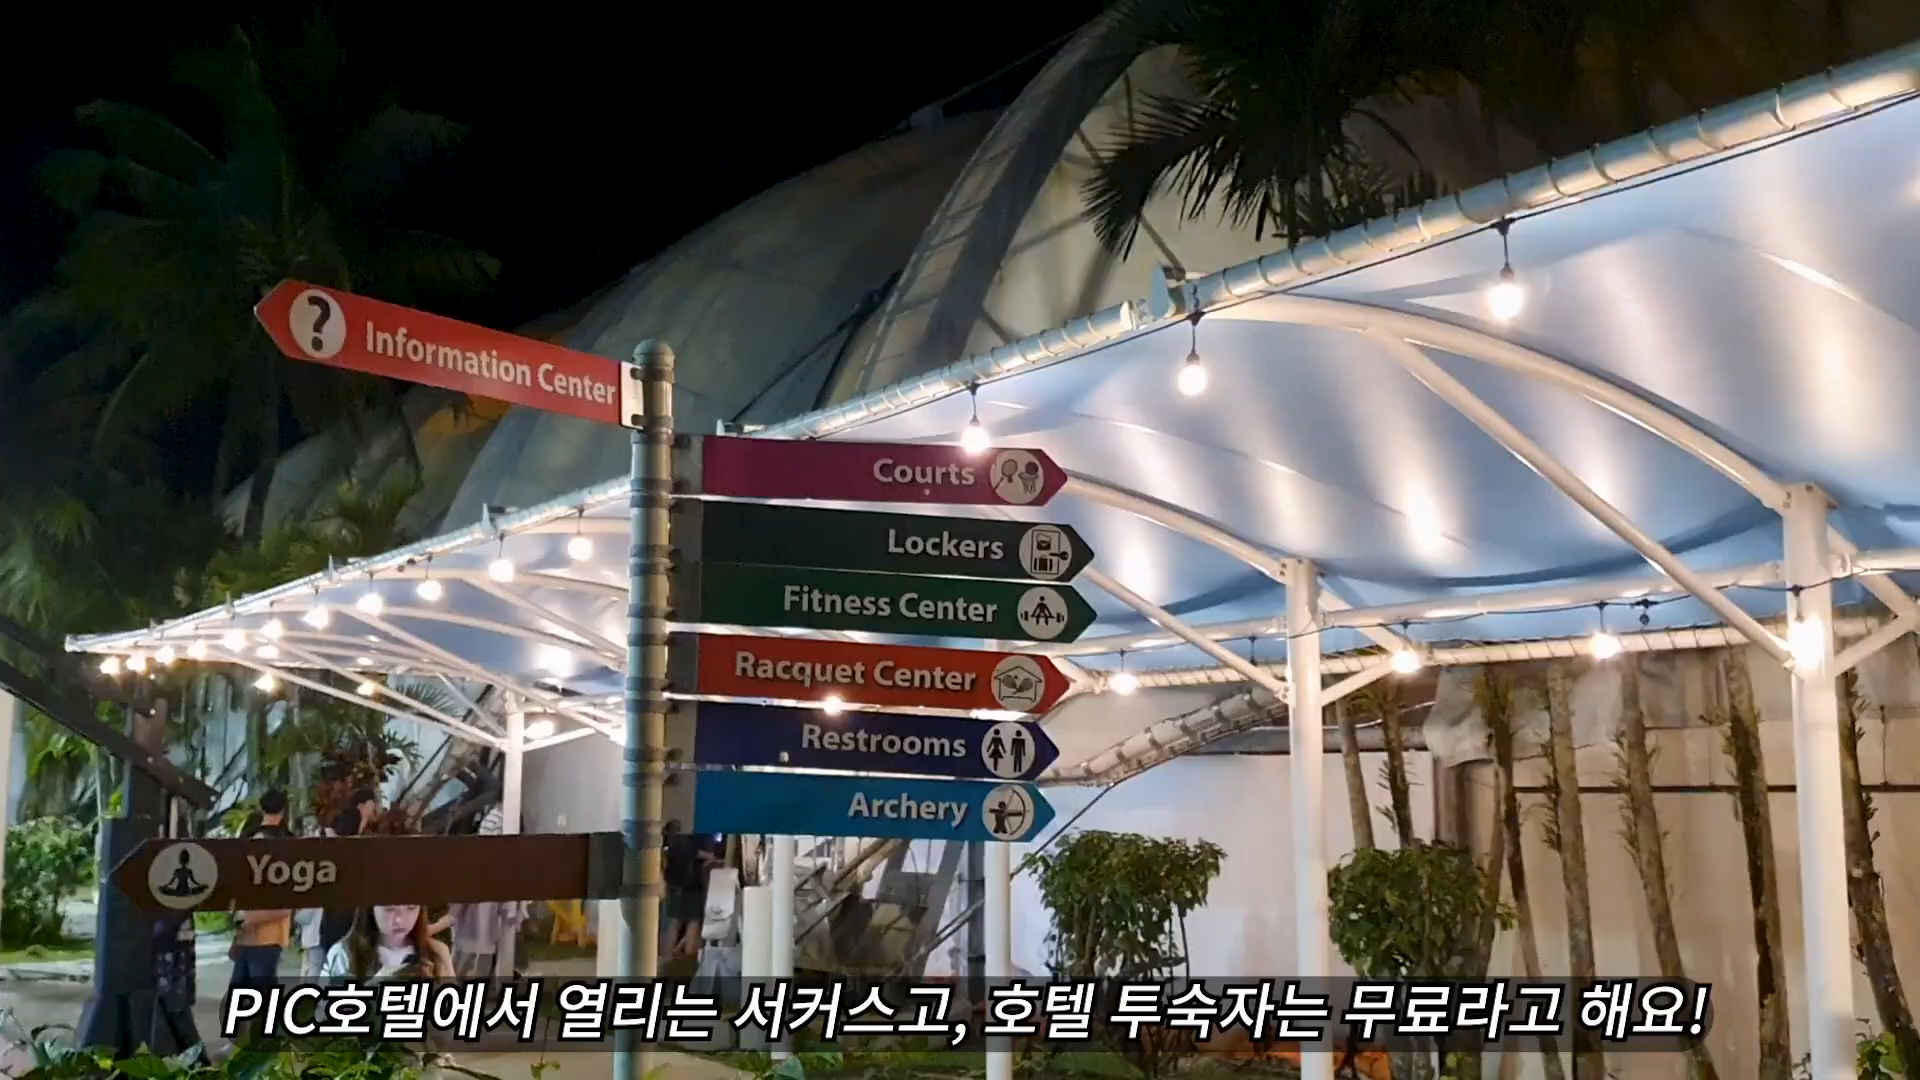 Information Center
Courts
Lockers
Fitness Center
Racquet Center
Restrooms
Archery
Yoga
PIC호텔에서 열리는 서커스고, 호텔 투숙자는 무료라고 해요!